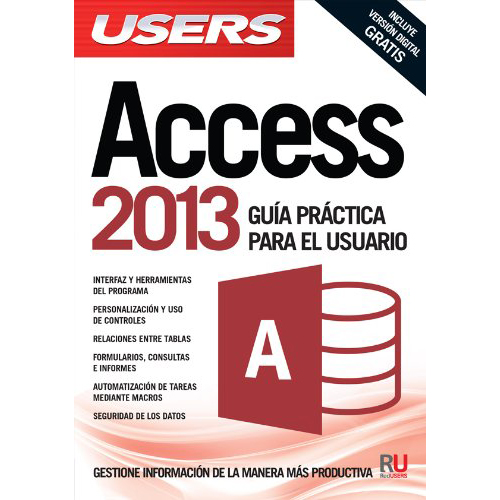 USERS
INCLUYE
VERSIÓN DIGITAL
GRATIS
Access
2013
GUÍA PRÁCTICA
PARA EL USUARIO
INTERFAZ Y HERRAMIENTAS
DEL PROGRAMA
PERSONALIZACIÓN Y USO
DE CONTROLES
RELACIONES ENTRE TABLAS
FORMULARIOS, CONSULTAS
E INFORMES
AUTOMATIZACIÓN DE TAREAS
MEDIANTE MACROS
SEGURIDAD DE LOS DATOS
A
GESTIONE INFORMACIÓN DE LA MANERA MÁS PRODUCTIVA
RU
RedUSERS